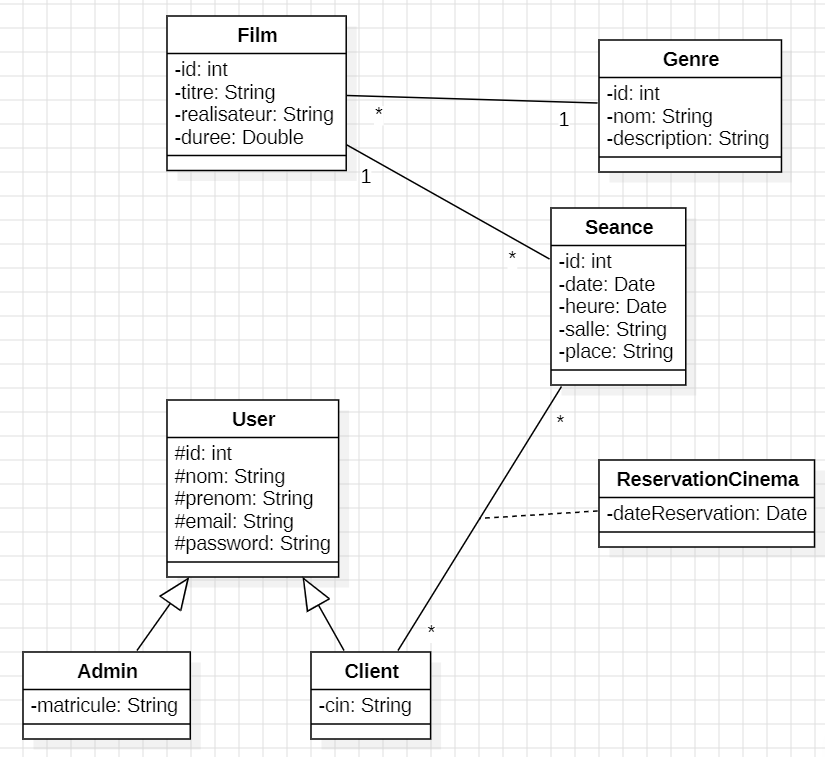 Film
-id: int
-titre: String
-realisateur: String
-duree: Double
*
1
Genre
-id: int
-nom: String
-description: String
1
*
Seance
-id: int
-date: Date
-heure: Date
-salle: String
-place: String
*
*
User
#id: int
#nom: String
#prenom: String
#email: String
#password: String
ReservationCinema
-dateReservation: Date
Admin
-matricule: String
Client
-cin: String